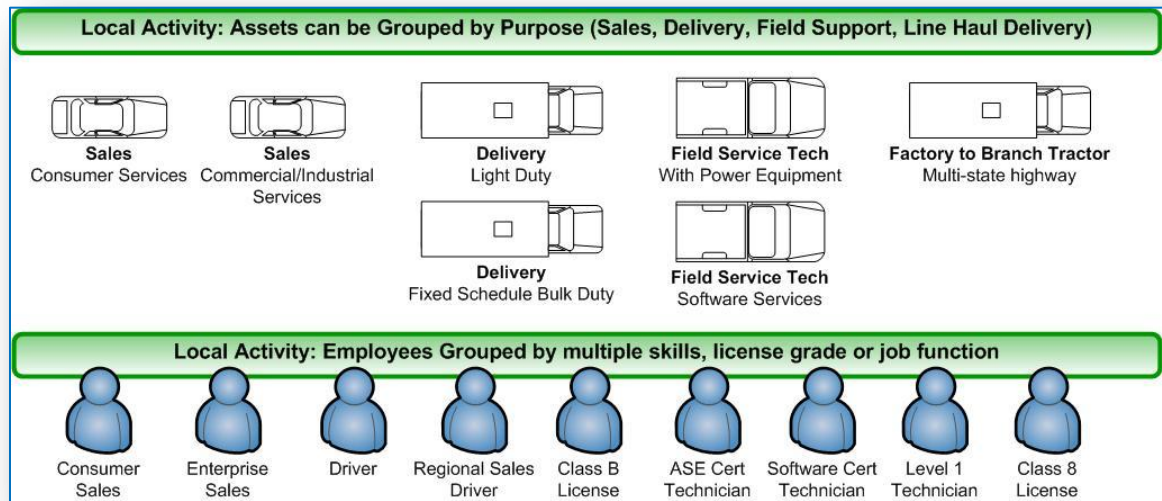 Local Activity: Assets can be Grouped by Purpose (Sales, Delivery, Field Support, Line Haul Delivery)
Sales
Consumer Services
Sales
Commercial/Industrial
Services
Delivery
Light Duty
Field Service Tech
With Power Equipment
Factory to Branch Tractor
Multi-state highway
Delivery
Fixed Schedule Bulk Duty
Field Service Tech
Software Services
Local Activity: Employees Grouped by multiple skills, license grade or job function
Consumer
Sales
Enterprise
Sales
Driver
Regional Sales
Driver
Class B
License
ASE Cert
Technician
Software Cert
Technician
Level 1
Technician
Class 8
License